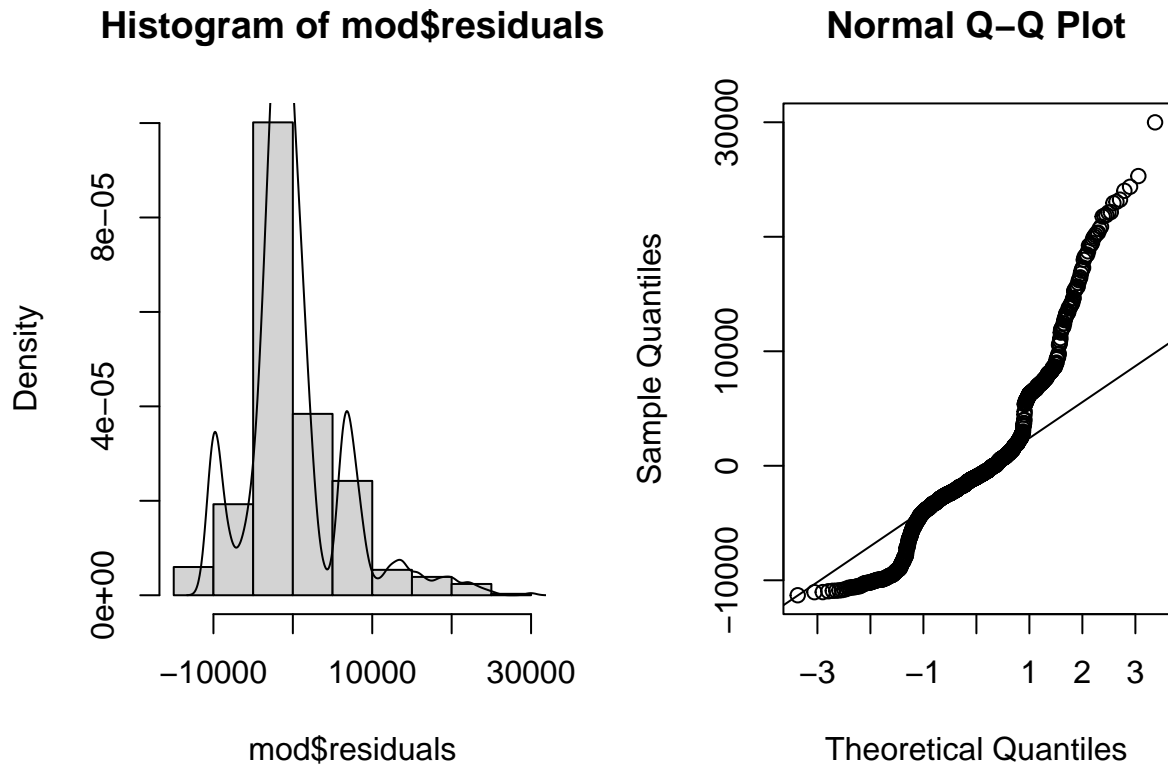 Histogram of mod$residuals
Density
0e+00
4e−05
8e−05
−10000
10000
30000
mod$residuals
Normal Q−Q Plot
Sample Quantiles
−10000
0
10000
30000
−3
−1
1
2
3
Theoretical Quantiles